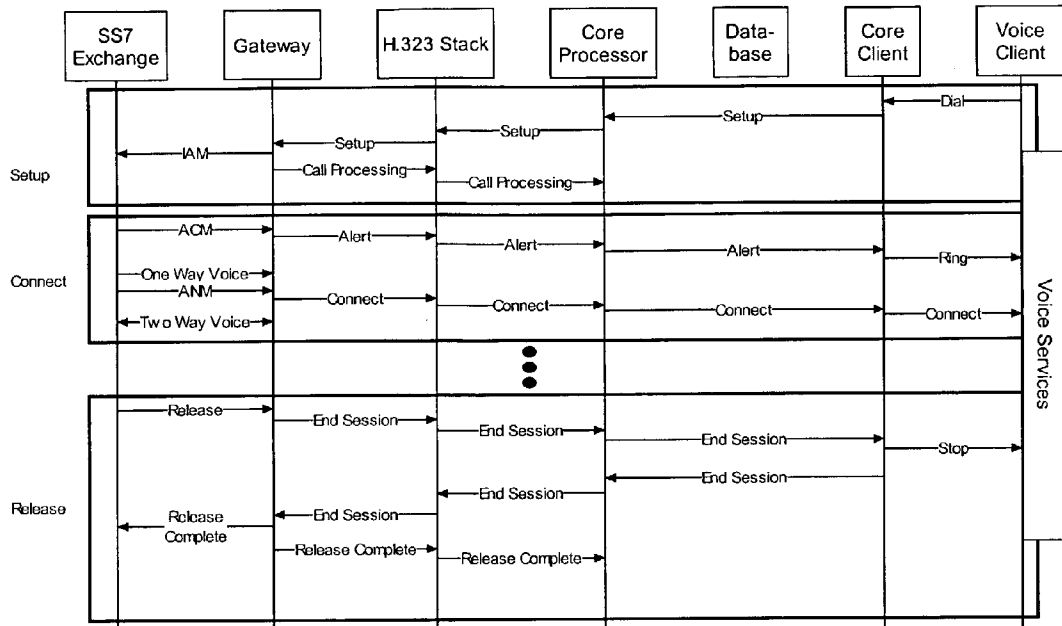 SS7
Exchange
Gateway
H.323 Stack
Core
Processor
Data-
base
Core
Client
Voice
Client
Setup
Dial
Setup
Setup
Setup
IAM
Call Processing
Call Processing
Connect
ACM
Alert
Alert
Alert
Ring
One Way Voice
ANM
Connect
Connect
Connect
Connect
Two Way Voice
Voice Services
Release
Release
End Session
End Session
End Session
Stop
End Session
End Session
End Session
Release
Complete
Release Complete
Release Complete